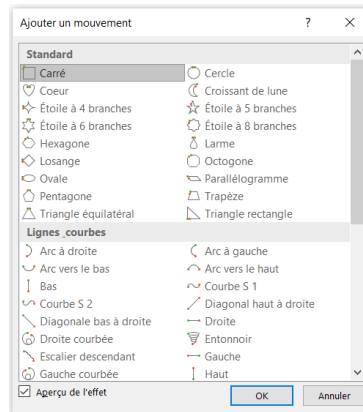 Ajouter un mouvement ? ×
Standard
Carré Cercle
Coeur Croissant de lune
Étoile à 4 branches Étoile à 5 branches
Étoile à 6 branches Étoile à 8 branches
Hexagone Larme
Losange Octogone
Ovale Parallélogramme
Pentagone Trapèze
Triangle équilatéral Triangle rectangle
Lignes _courbes
Arc à droite Arc à gauche
Arc vers le bas Arc vers le haut
Bas Courbe S 1
Courbe S 2 Diagonal haut à droite
Diagonale bas à droite Droite
Droite courbée Entonnoir
Escalier descendant Gauche
Gauche courbée Haut
Aperçu de l'effet OK Annuler